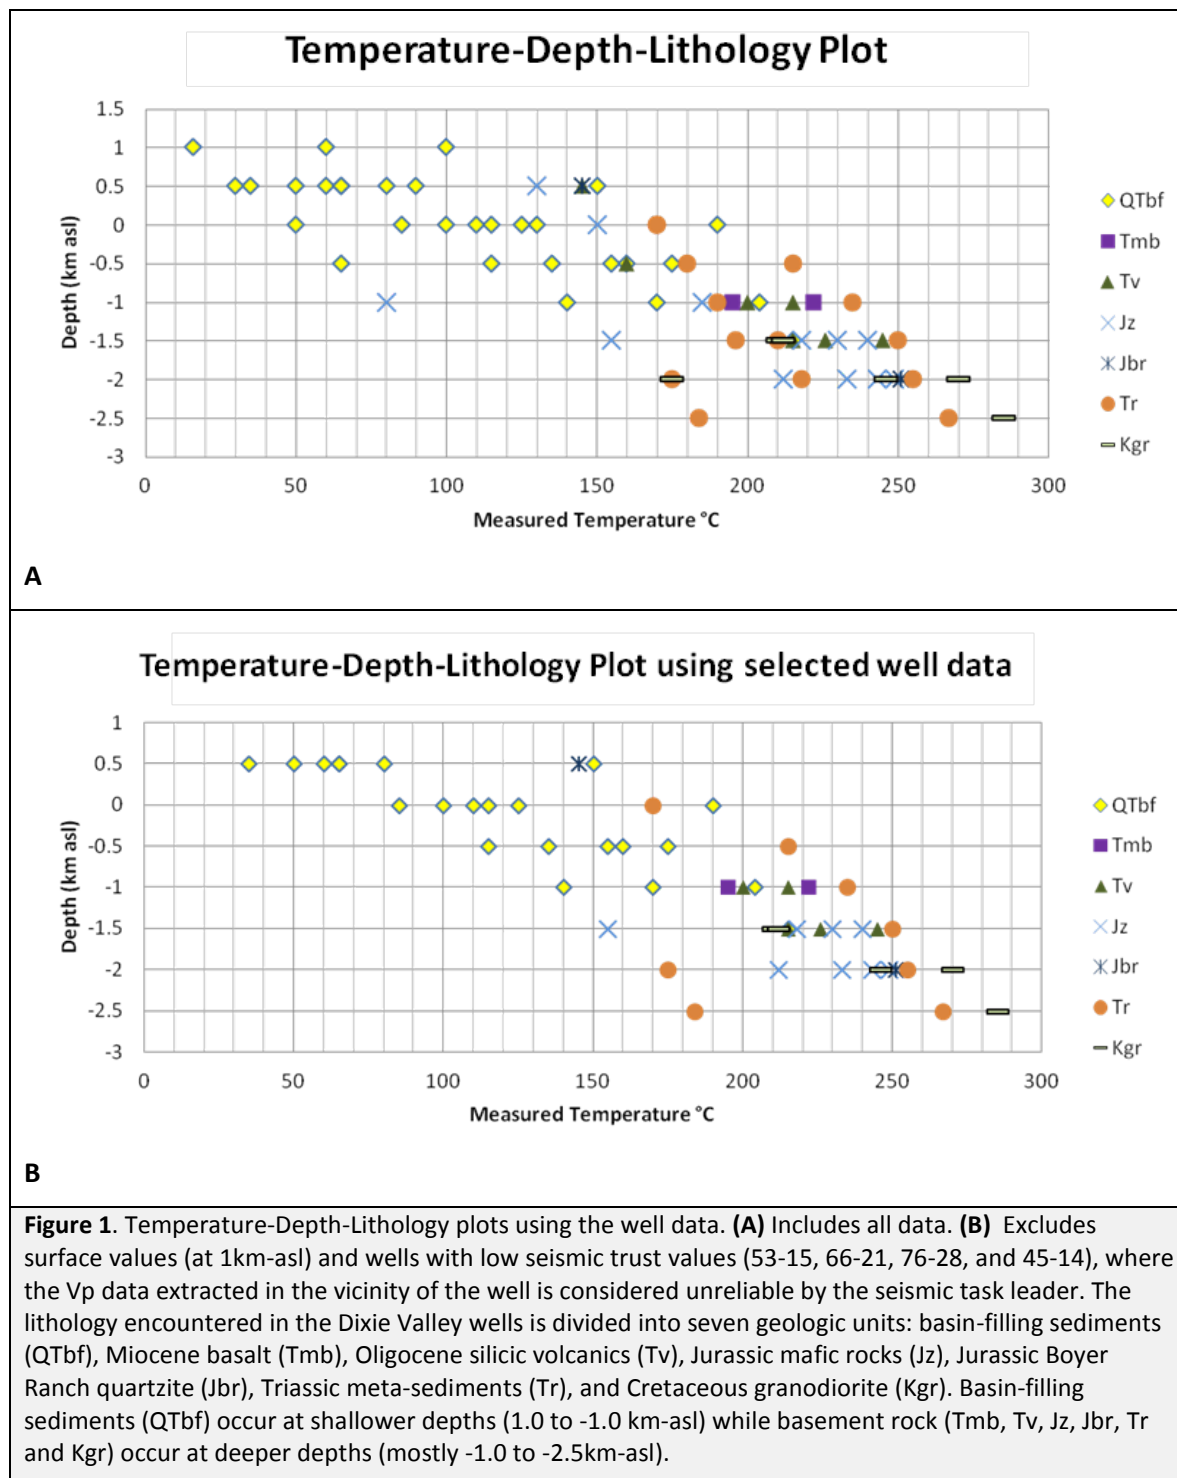 Temperature-Depth-Lithology Plot
1.5
1
0.5
0
-0.5
-1
-1.5
-2
-2.5
-3
Depth (km asl)
0 50 100 150 200 250 300
Measured Temperature °C
QTbf
Tmb
Tv
Jz
Jbr
Tr
Kgr
A
Temperature-Depth-Lithology Plot using selected well data
1
0.5
0
-0.5
-1
-1.5
-2
-2.5
-3
Depth (km asl)
0 50 100 150 200 250 300
Measured Temperature °C
QTbf
Tmb
Tv
Jz
Jbr
Tr
Kgr
B
Figure 1. Temperature-Depth-Lithology plots using the well data. (A) Includes all data. (B) Excludes
surface values (at 1km-asl) and wells with low seismic trust values (53-15, 66-21, 76-28, and 45-14), where
the Vp data extracted in the vicinity of the well is considered unreliable by the seismic task leader. The
lithology encountered in the Dixie Valley wells is divided into seven geologic units: basin-filling sediments
(QTbf), Miocene basalt (Tmb), Oligocene silicic volcanics (Tv), Jurassic mafic rocks (Jz), Jurassic Boyer
Ranch quartzite (Jbr), Triassic meta-sediments (Tr), and Cretaceous granodiorite (Kgr). Basin-filling
sediments (QTbf) occur at shallower depths (1.0 to -1.0 km-asl) while basement rock (Tmb, Tv, Jz, Jbr, Tr
and Kgr) occur at deeper depths (mostly -1.0 to -2.5km-asl).